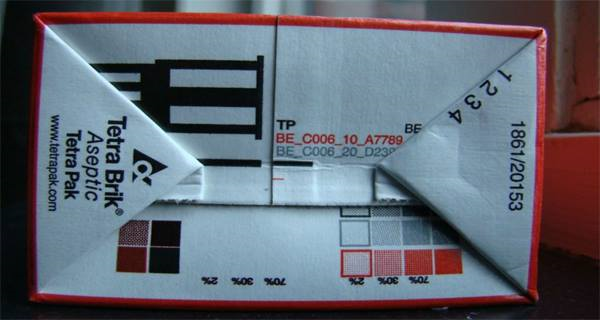 Tetra Brik®
Aseptic
Tetra Pak
www.tetrapak.com
TP
BE
BE_C006_10_A7789
BE_C006_20_D23
1 2 3 4
1861/20153
2% 30% 70%
2% 30% 70%